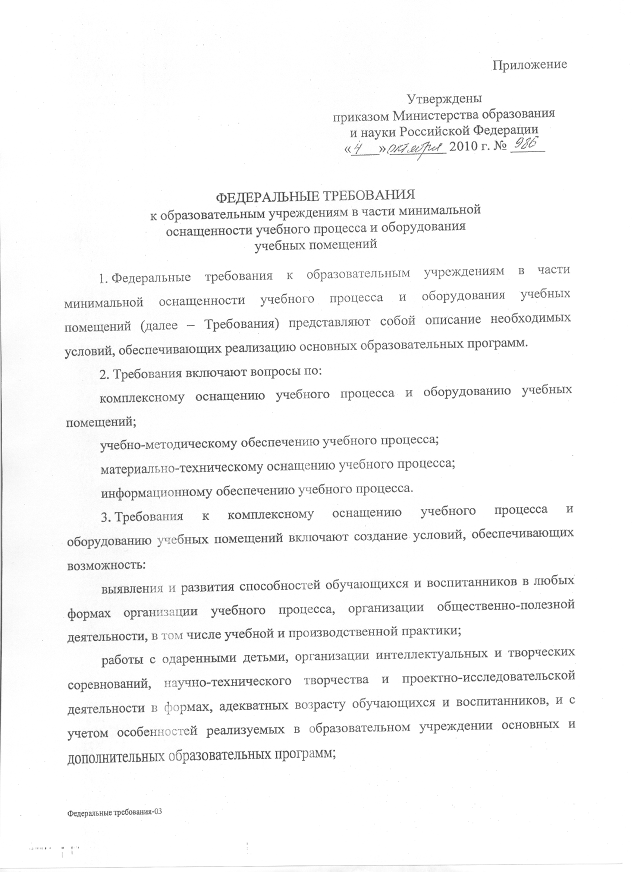 Приложение
Утверждены
приказом Министерства образования
и науки Российской Федерации
«4» октября 2010 г. № 986
ФЕДЕРАЛЬНЫЕ ТРЕБОВАНИЯ
к образовательным учреждениям в части минимальной
оснащенности учебного процесса и оборудования
учебных помещений
1. Федеральные требования к образовательным учреждениям в части
минимальной оснащенности учебного процесса и оборудования учебных
помещений (далее – Требования) представляют собой описание необходимых
условий, обеспечивающих реализацию основных образовательных программ.
2. Требования включают вопросы по:
комплексному оснащению учебного процесса и оборудованию учебных
помещений;
учебно-методическому обеспечению учебного процесса;
материально-техническому оснащению учебного процесса;
информационному обеспечению учебного процесса.
3. Требования к комплексному оснащению учебного процесса и
оборудованию учебных помещений включают создание условий, обеспечивающих
возможность:
выявления и развития способностей обучающихся и воспитанников в любых
формах организации учебного процесса, организации общественно-полезной
деятельности, в том числе учебной и производственной практики;
работы с одаренными детьми, организации интеллектуальных и творческих
соревнований, научно-технического творчества и проектно-исследовательской
деятельности в формах, адекватных возрасту обучающихся и воспитанников, и с
учетом особенностей реализуемых в образовательном учреждении основных и
дополнительных образовательных программ;
Федеральные требования-03